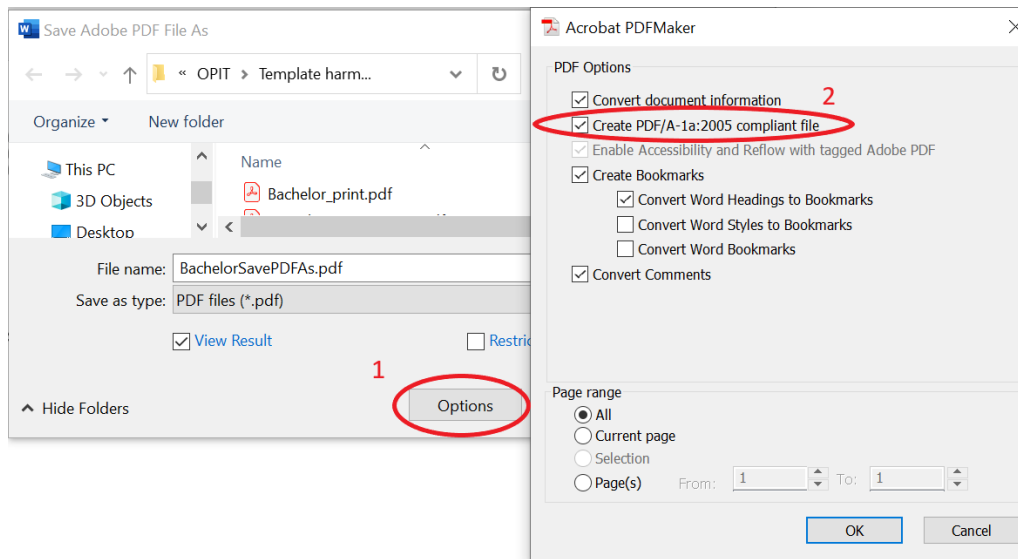 Save Adobe PDF File As
« OPIT > Template harm...
Organize
New folder
This PC
3D Objects
Desktop
Name
Bachelor_print.pdf
File name: BachelorSavePDFAs.pdf
Save as type: PDF files (*.pdf)
View Result
1
Hide Folders
Options
Acrobat PDFMaker
PDF Options
Convert document information
2
Create PDF/A-1a:2005 compliant file
Enable Accessibility and Reflow with tagged Adobe PDF
Create Bookmarks
Convert Word Headings to Bookmarks
Convert Word Styles to Bookmarks
Convert Word Bookmarks
Convert Comments
Page range
All
Current page
Selection
Page(s) From: 1 To: 1
OK
Cancel